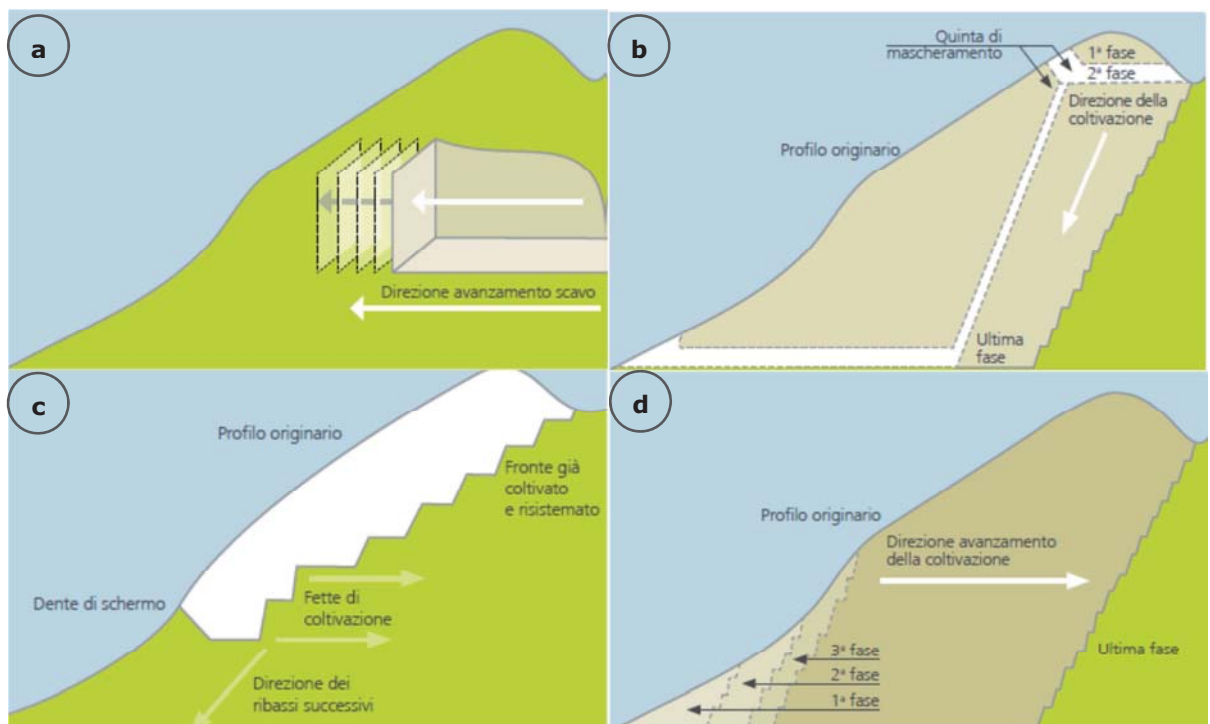 a
Direzione avanzamento scavo
b
Quinta di
mascheramento
1ª fase
2ª fase
Direzione della
coltivazione
Profilo originario
Ultima
fase
c
Profilo originario
Fronte già
coltivato
e risistemato
Dente di schermo
Fette di
coltivazione
Direzione dei
ribassi successivi
d
Profilo originario
Direzione avanzamento
della coltivazione
3ª fase
2ª fase
1ª fase
Ultima fase